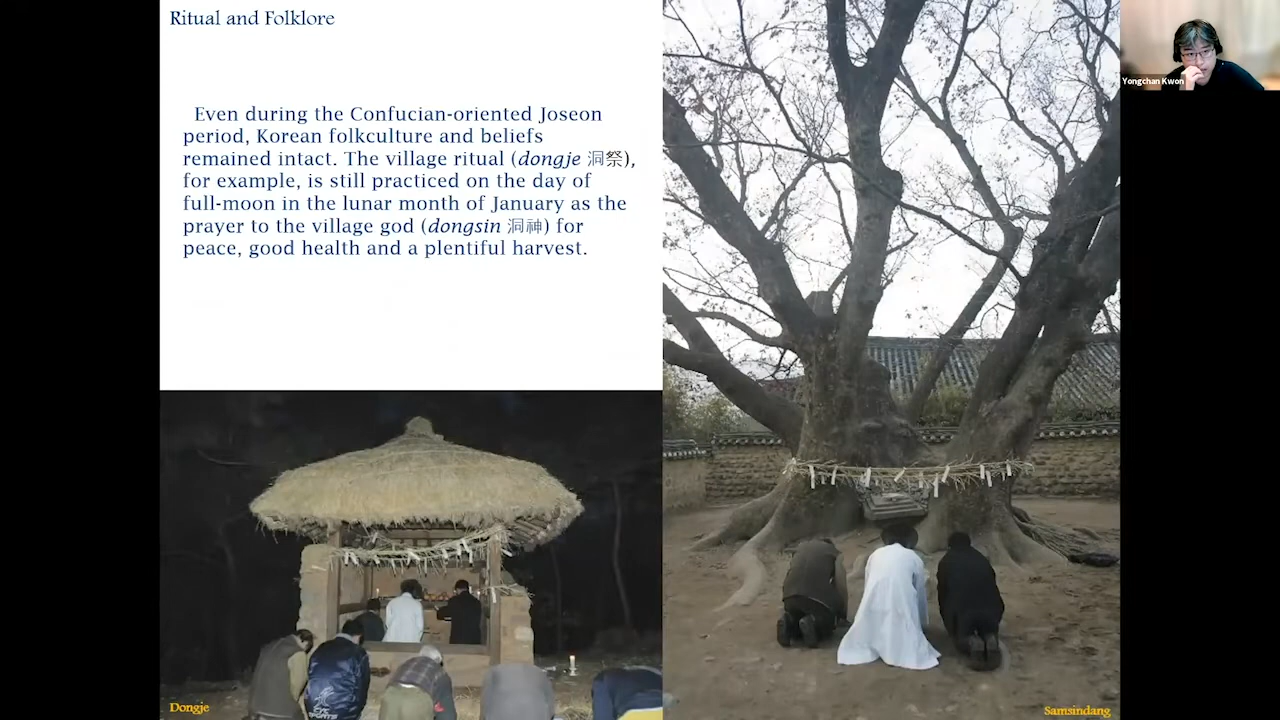 Ritual and Folklore
Even during the Confucian-oriented Joseon
period, Korean folkculture and beliefs
remained intact. The village ritual (dongje 洞祭),
for example, is still practiced on the day of
full-moon in the lunar month of January as the
prayer to the village god (dongsin 洞神) for
peace, good health and a plentiful harvest.
Yongchan Kwon
Dongje
Samsindang